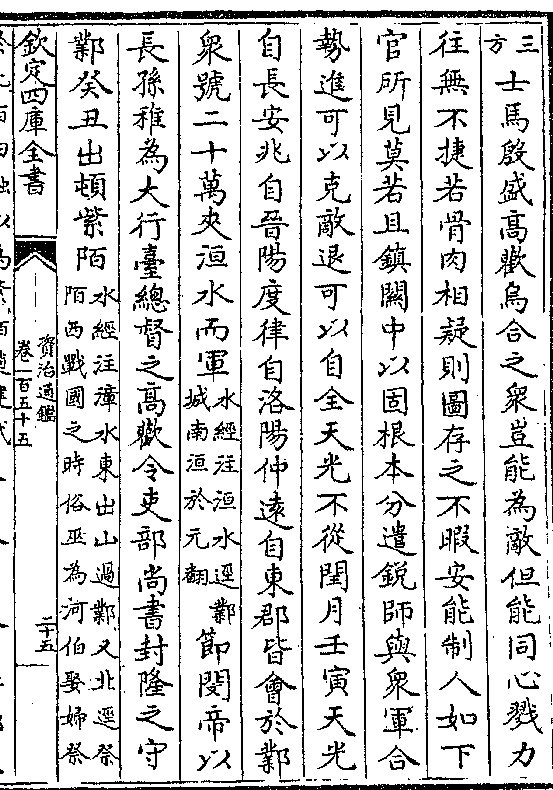 三方
士馬殷盛高歡烏合之衆豈能為敵但能同心戮力
往無不捷若骨肉相疑則圖存之不暇安能制人如下
官所見莫若且鎮關中以固根本分遣鋭師與衆軍合
勢進可以克敵退可以自全天光不從閏月壬寅天光
自長安兆自晉陽度律自洛陽仲逺自東郡皆會於鄴
衆號二十萬夾洹水而軍
水經注洹水逕鄴
城南洹於元翻
節閔帝以
長孫稚為大行臺總督之高歡令吏部尚書封隆之守
鄴癸丑出頓紫陌
水經注漳水東出山過鄴又北逕祭
陌西戰國之時俗巫為河伯娶婦祭
欽定四庫全書
資治通鑑
卷一百五十五
二十五